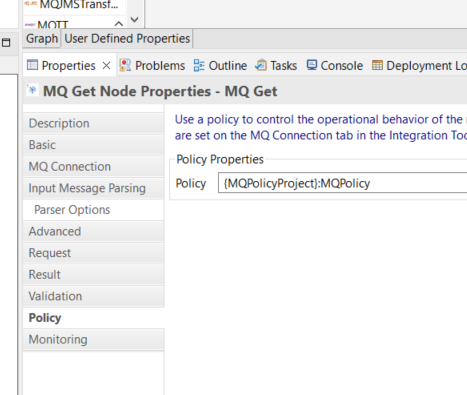 MQJMSTransf...
MQTT
Graph User Defined Properties
Properties Problems Outline Tasks Console Deployment Lo
MQ Get Node Properties - MQ Get
Description
Use a policy to control the operational behavior of the
are set on the MQ Connection tab in the Integration Too
Basic
MQ Connection
Input Message Parsing
Parser Options
Advanced
Request
Result
Validation
Policy
Monitoring
Policy Properties
Policy {MQPolicyProject}:MQPolicy